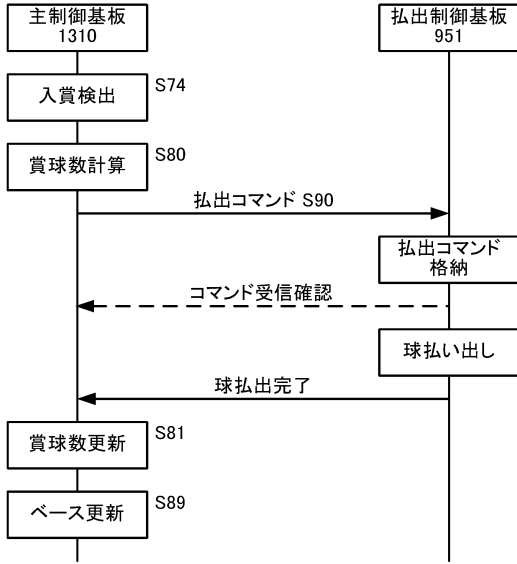 主制御基板
1310
払出制御基板
951
入賞検出
S74
賞球数計算
S80
払出コマンド S90
払出コマンド
格納
コマンド受信確認
球払い出し
球払出完了
賞球数更新
S81
ベース更新
S89